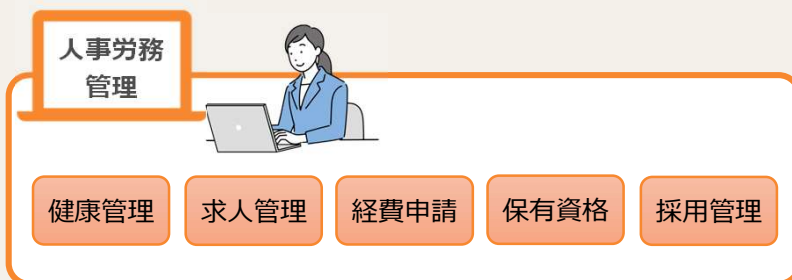 人事労務
管理
健康管理
求人管理
経費申請
保有資格
採用管理